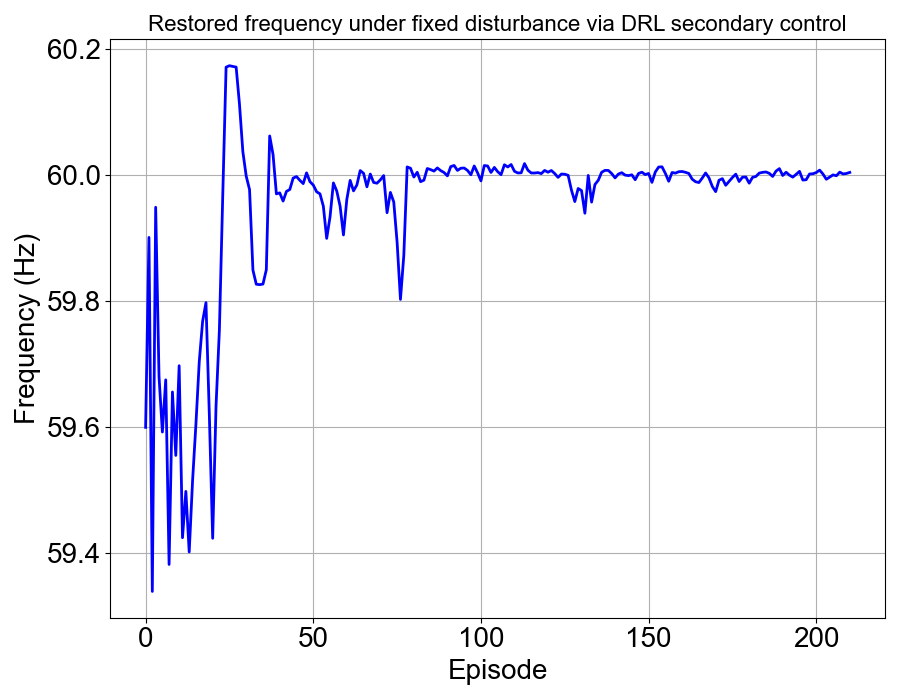 Restored frequency under fixed disturbance via DRL secondary control
60.2
60.0
59.8
59.6
59.4
Frequency (Hz)
0 50 100 150 200
Episode